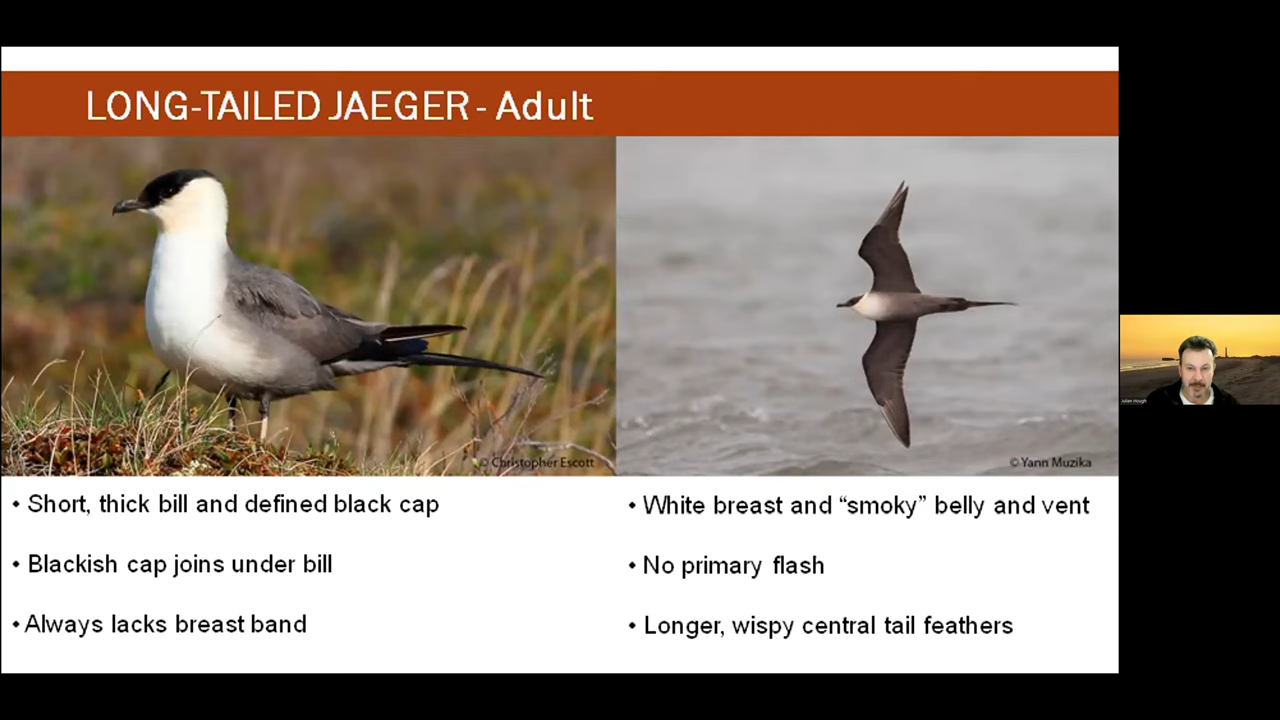 LONG-TAILED JAEGER - Adult
© Christopher Escott
© Yann Muzika
• Short, thick bill and defined black cap
• Blackish cap joins under bill
• Always lacks breast band
• White breast and “smoky” belly and vent
• No primary flash
• Longer, wispy central tail feathers
Julian Hough